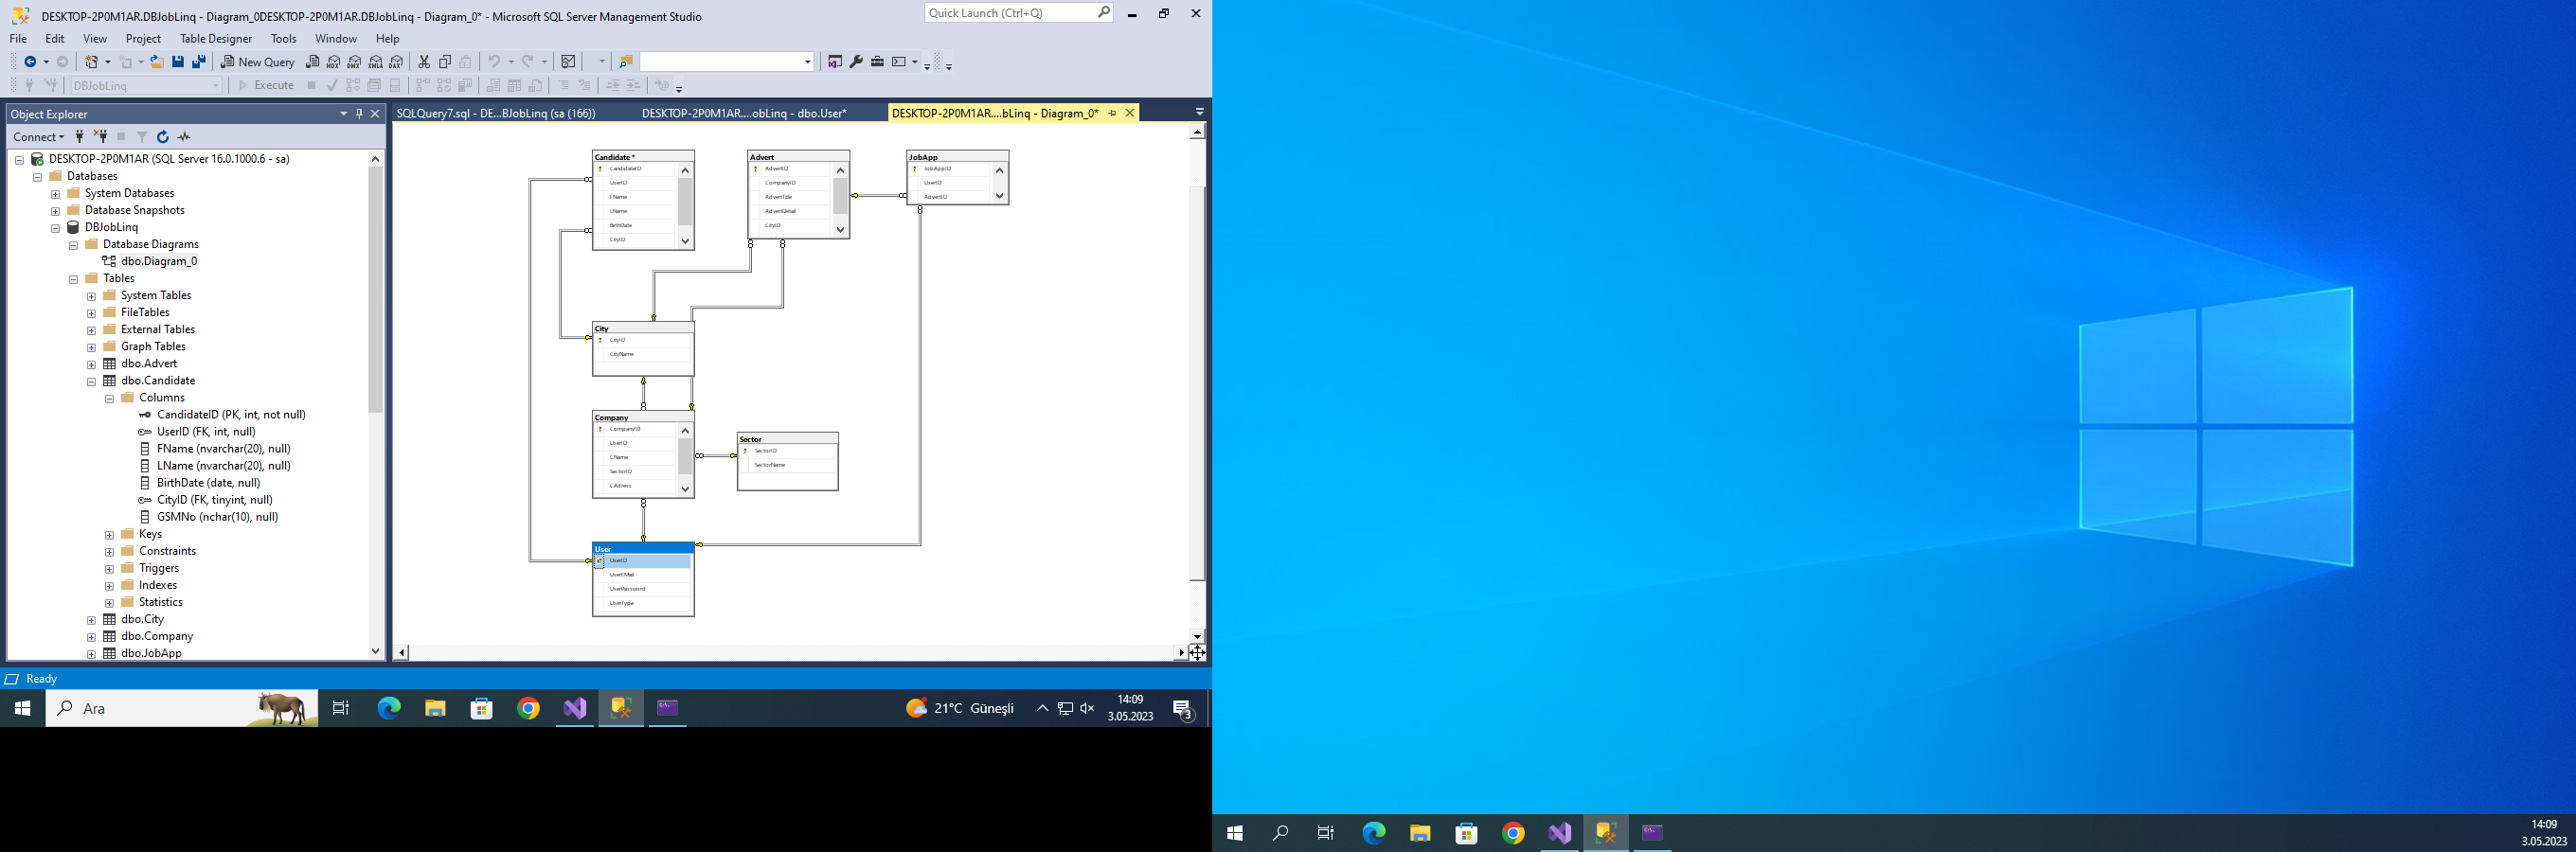 DESKTOP-2P0M1AR.DBJobLinq - Diagram_0DESKTOP-2P0M1AR.DBJobLinq - Diagram_0* - Microsoft SQL Server Management Studio
Quick Launch (Ctrl+Q)
File Edit View Project Table Designer Tools Window Help
New Query
MDX DMX XMLA DAX
DBJobLinq Execute
Object Explorer
SQLQuery7.sql - DE...BJobLinq (sa (166)) DESKTOP-2P0M1AR....obLinq - dbo.User* DESKTOP-2P0M1AR....bLinq - Diagram_0*
Connect
DESKTOP-2P0M1AR (SQL Server 16.0.1000.6 - sa)
Databases
System Databases
Database Snapshots
DBJobLinq
Database Diagrams
dbo.Diagram_0
Tables
System Tables
FileTables
External Tables
Graph Tables
dbo.Advert
dbo.Candidate
Columns
CandidateID (PK, int, not null)
UserID (FK, int, null)
FName (nvarchar(20), null)
LName (nvarchar(20), null)
BirthDate (date, null)
CityID (FK, tinyint, null)
GSMNo (nchar(10), null)
Keys
Constraints
Triggers
Indexes
Statistics
dbo.City
dbo.Company
dbo.JobApp
Candidate *
CandidateID
UserID
FName
LName
BirthDate
CityID
Advert
AdvertID
CompanyID
AdvertTitle
AdvertDetail
CityID
JobApp
JobAppID
UserID
AdvertID
City
CityID
CityName
Company
CompanyID
UserID
CName
SectorID
CAdress
Sector
SectorID
SectorName
User
UserID
UserEMail
UserPassword
UserType
Ready
Ara
21°C Güneşli
14:09
3.05.2023
3
14:09
3.05.2023